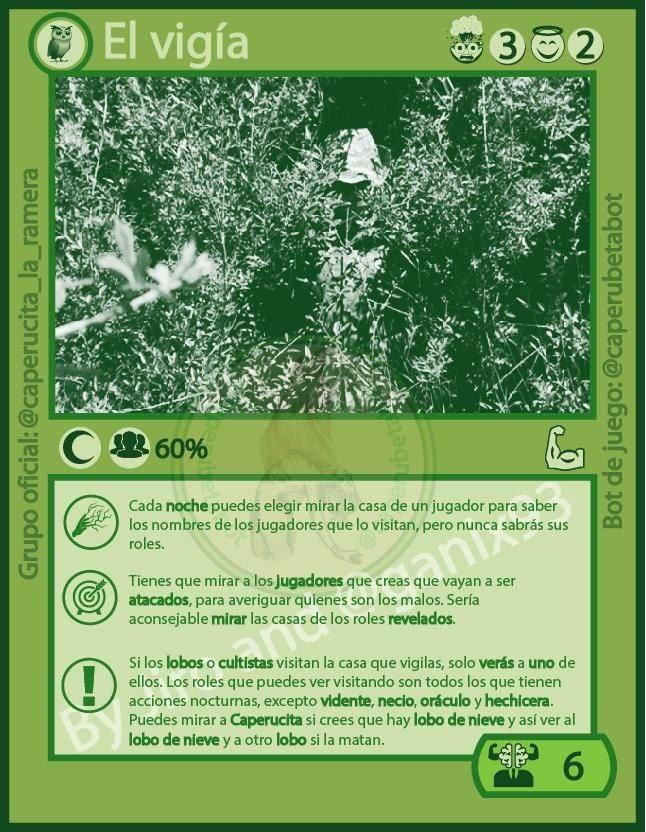 El vigía
3
2
Grupo oficial: @caperucita_la_ramera
Bot de juego: @caperubetabot
60%
Cada noche puedes elegir mirar la casa de un jugador para saber
los nombres de los jugadores que lo visitan, pero nunca sabrás sus
roles.
Tienes que mirar a los jugadores que creas que vayan a ser
atacados, para averiguar quienes son los malos. Sería
aconsejable mirar las casas de los roles revelados.
Si los lobos o cultistas visitan la casa que vigilas, solo verás a uno de
ellos. Los roles que puedes ver visitando son todos los que tienen
acciones nocturnas, excepto vidente, necio, oráculo y hechicera.
Puedes mirar a Caperucita si crees que hay lobo de nieve y así ver al
lobo de nieve y a otro lobo si la matan.
6
and @ganix93